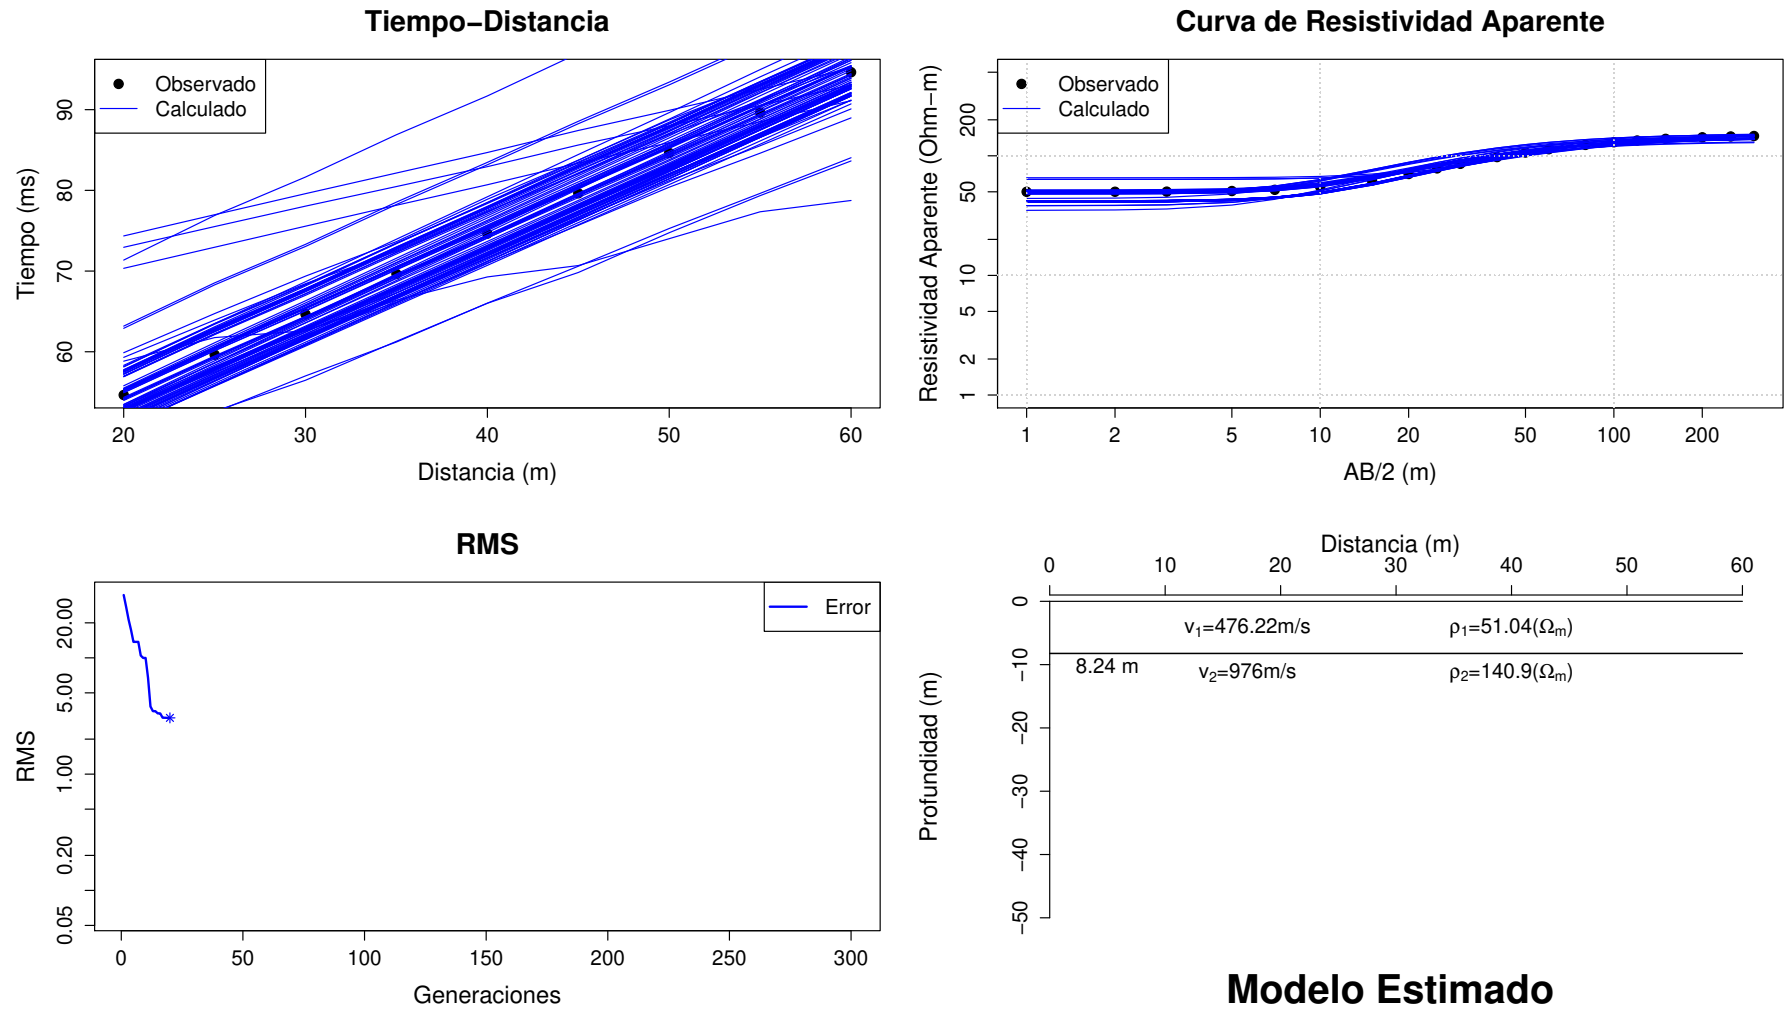 Tiempo−Distancia
Observado
Calculado
Tiempo (ms)
60 70 80 90
20 30 40 50 60
Distancia (m)
Curva de Resistividad Aparente
Observado
Calculado
Resistividad Aparente (Ohm−m)
1 2 5 10 50 200
1 2 5 10 20 50 100 200
AB/2 (m)
RMS
Error
RMS
0.05 0.20 1.00 5.00 20.00
0 50 100 150 200 250 300
Generaciones
Distancia (m)
0 10 20 30 40 50 60
Profundidad (m)
0 −10 −20 −30 −40 −50
v₁=476.22m/s ρ₁=51.04(Ωₘ)
8.24 m v₂=976m/s ρ₂=140.9(Ωₘ)
Modelo Estimado